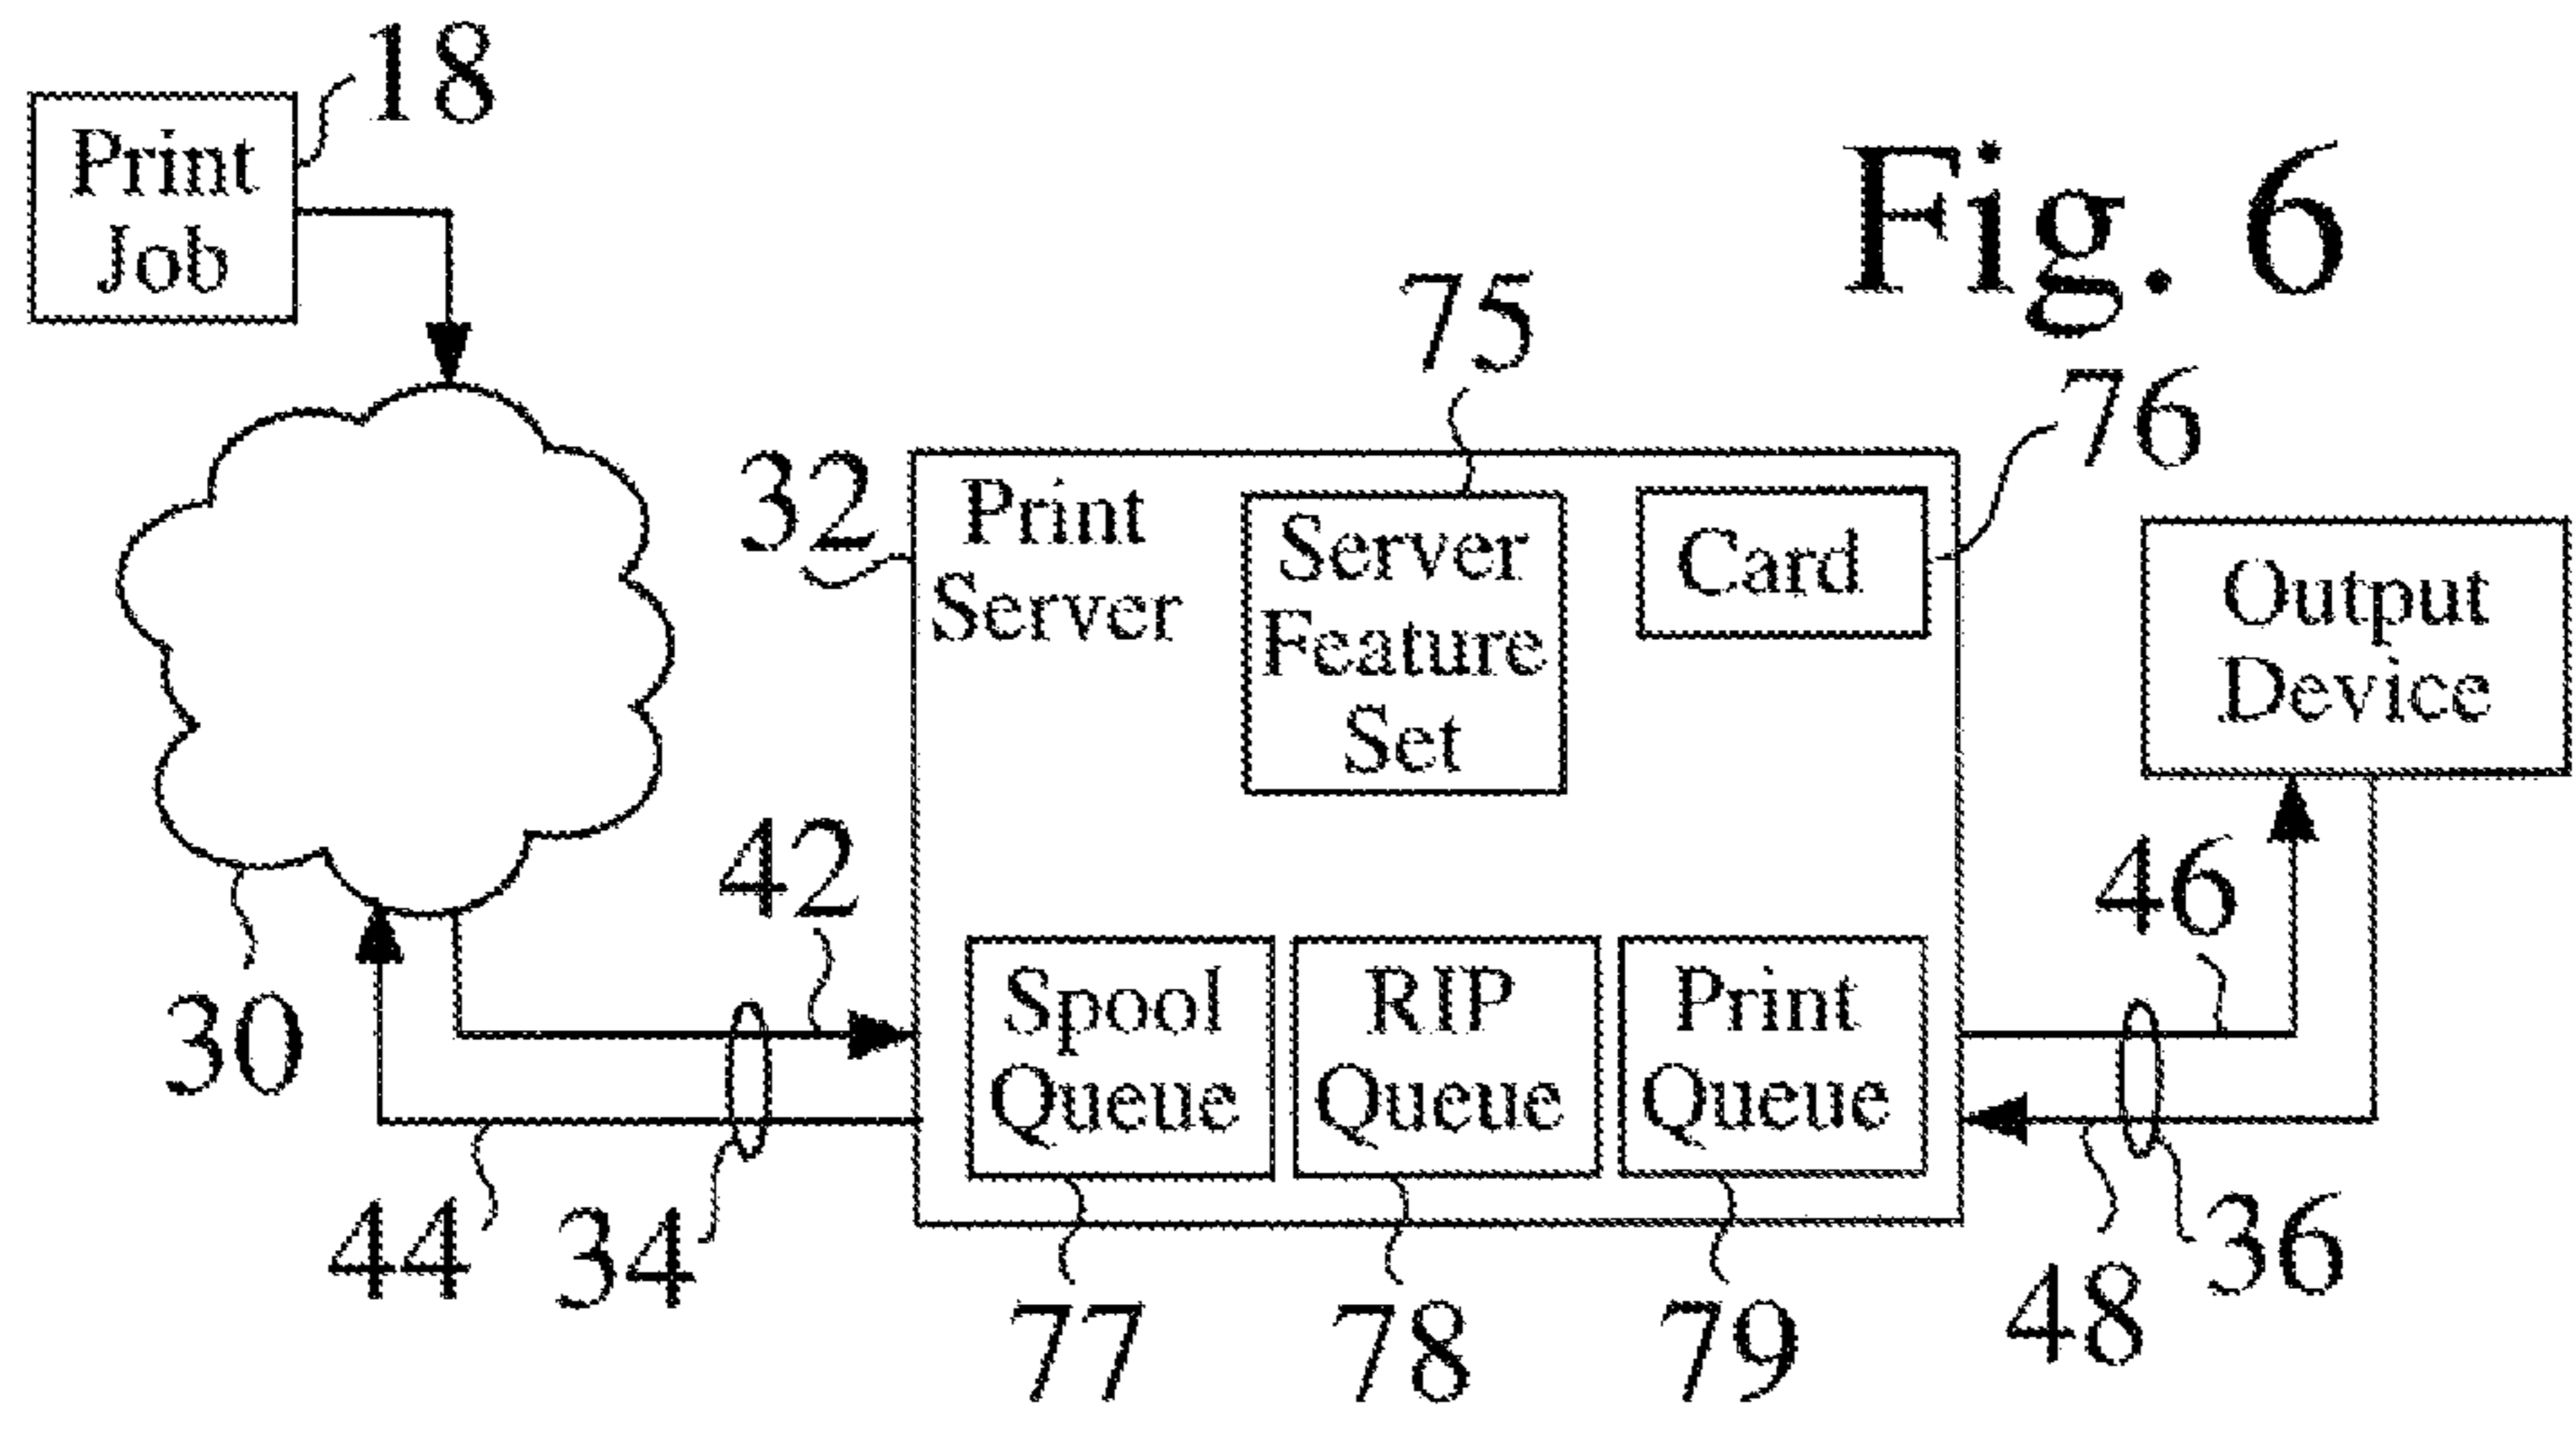 18
Print
Job
Fig. 6
75
76
32
Print
Server
Server
Feature
Set
Card
Output
Device
42
46
30
Spool
Queue
RIP
Queue
Print
Queue
44
34
36
48
77
78
79